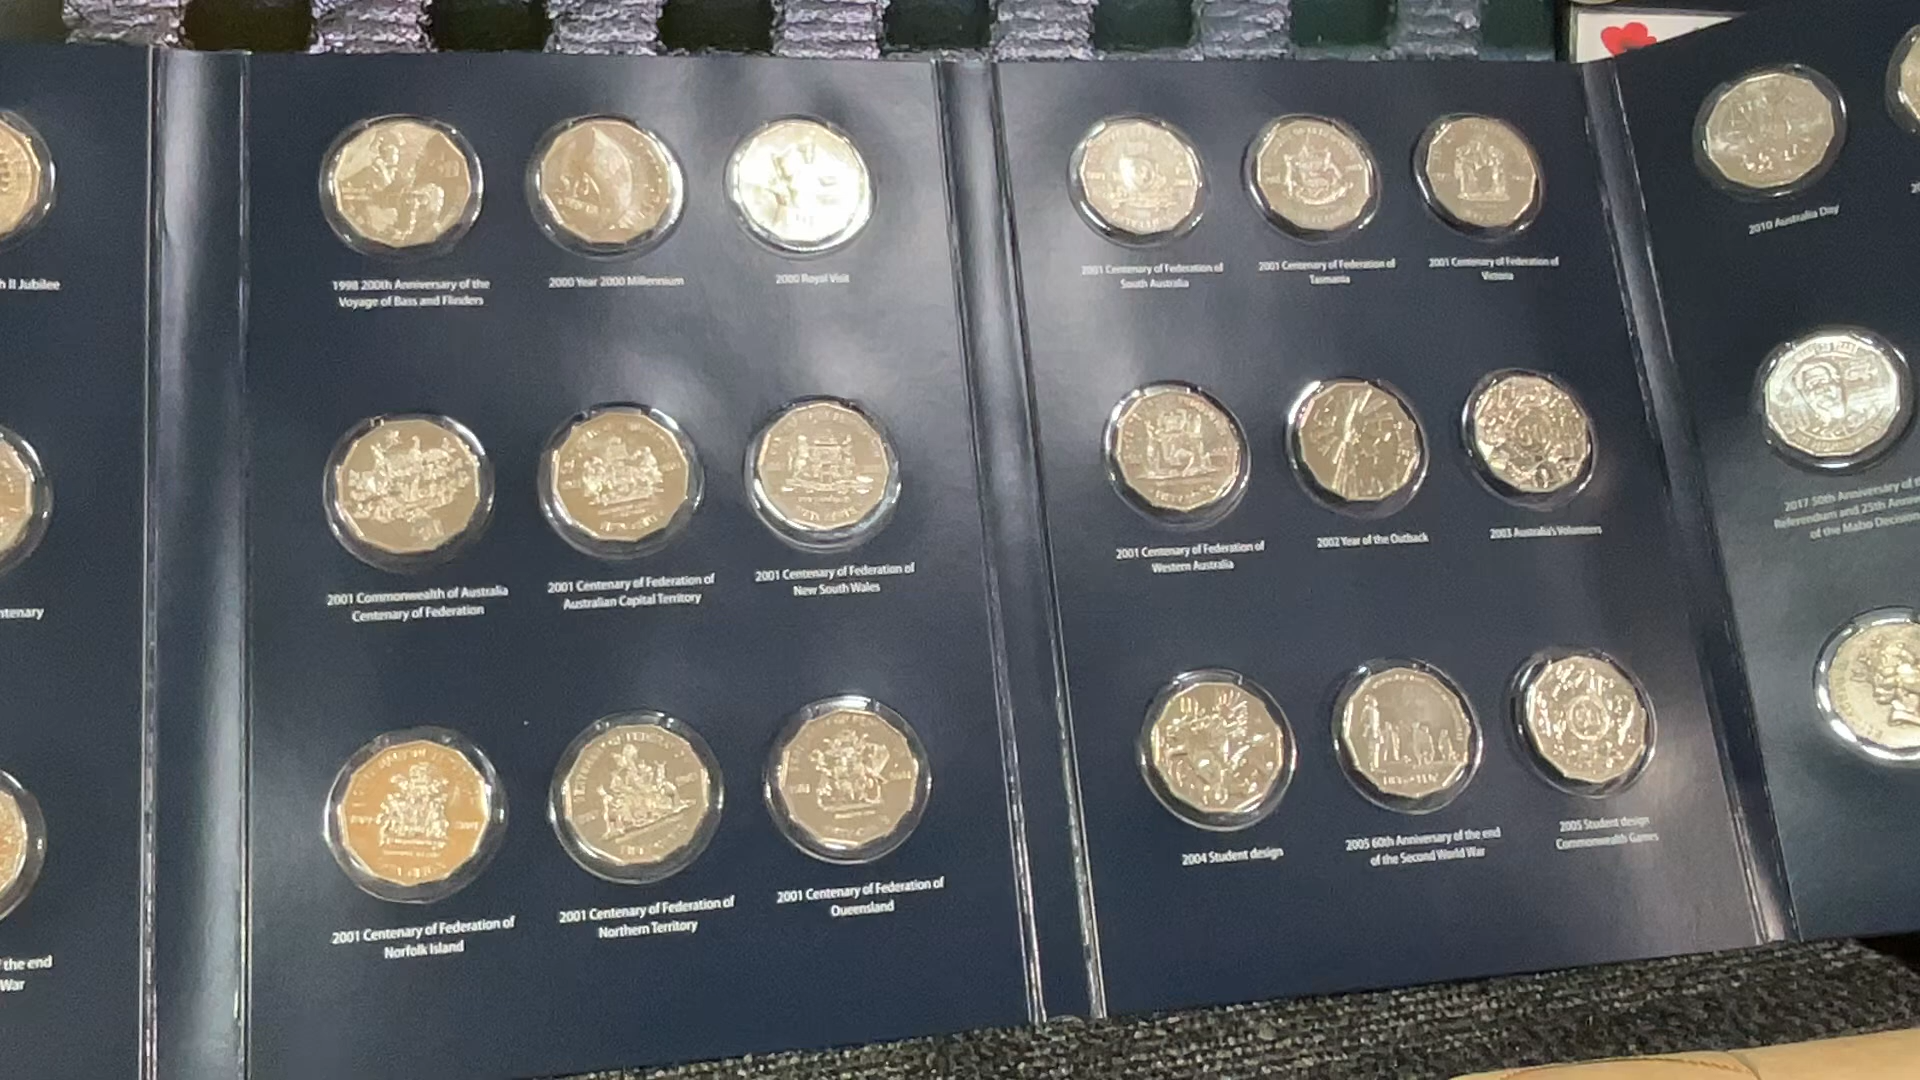 h II Jubilee
ntenary
the end
War
1998 200th Anniversary of the
Voyage of Bass and Flinders
2000 Year 2000 Millennium
2000 Royal Visit
2001 Commonwealth of Australia
Centenary of Federation
2001 Centenary of Federation of
Australian Capital Territory
2001 Centenary of Federation of
New South Wales
2001 Centenary of Federation of
Norfolk Island
2001 Centenary of Federation of
Northern Territory
2001 Centenary of Federation of
Queensland
2001 Centenary of Federation of
South Australia
2001 Centenary of Federation of
Tasmania
2001 Centenary of Federation of
Victoria
2001 Centenary of Federation of
Western Australia
2002 Year of the Outback
2003 Australia's Volunteers
2004 Student design
2005 60th Anniversary of the end
of the Second World War
2005 Student design
Commonwealth Games
2010 Australia Day
2017 50th Anniversary of
Referendum and 25th
of the Mabo Decision